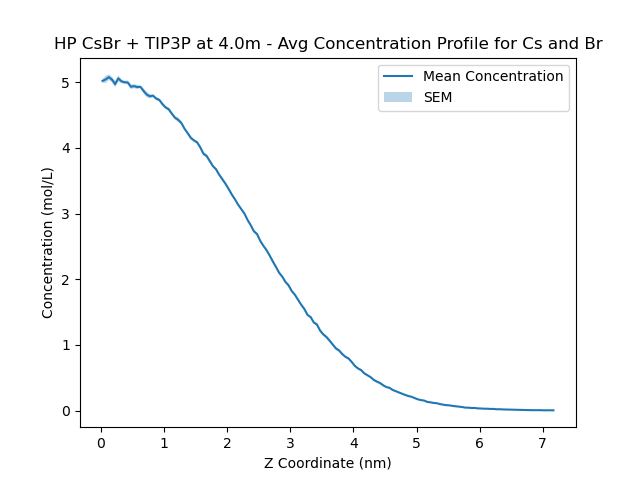 HP CsBr + TIP3P at 4.0m - Avg Concentration Profile for Cs and Br
Mean Concentration
SEM
Concentration (mol/L)
5
4
3
2
1
0
0 1 2 3 4 5 6 7
Z Coordinate (nm)